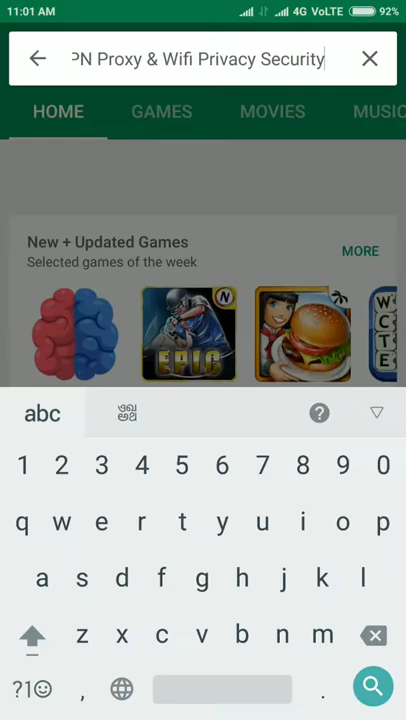 11:01 AM 4G VoLTE 92%
PN Proxy & Wifi Privacy Security
HOME GAMES MOVIES MUSIC
New + Updated Games MORE
Selected games of the week
N
EPIC
W
C
T
E
abc
1 2 3 4 5 6 7 8 9 0
q w e r t y u i o p
a s d f g h j k l
z x c v b n m
?1 , .